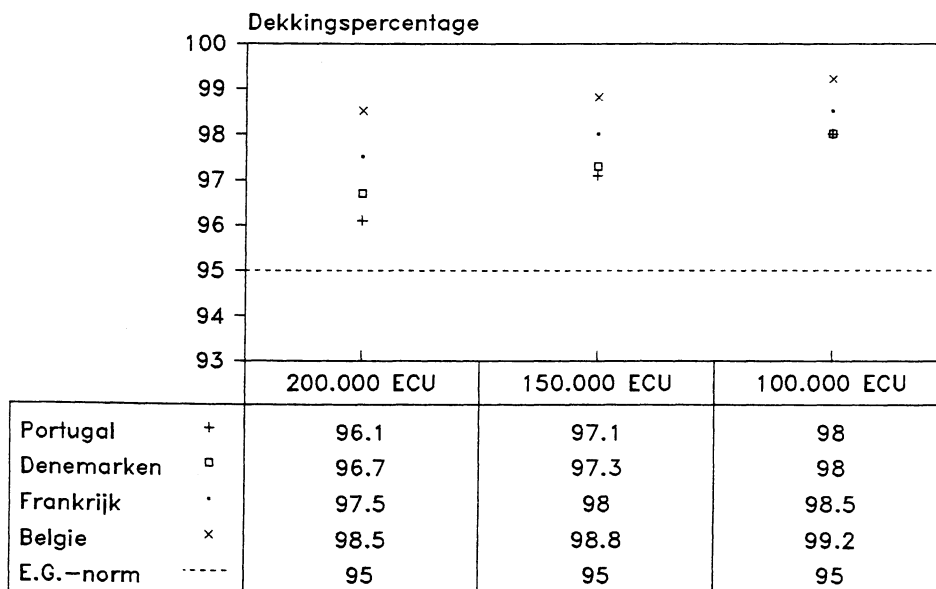 Dekkingspercentage
100
99
98
97
96
95
94
93
200.000 ECU 150.000 ECU 100.000 ECU
Portugal + 96.1 97.1 98
Denemarken 96.7 97.3 98
Frankrijk 97.5 98 98.5
Belgie × 98.5 98.8 99.2
E.G.-norm 95 95 95